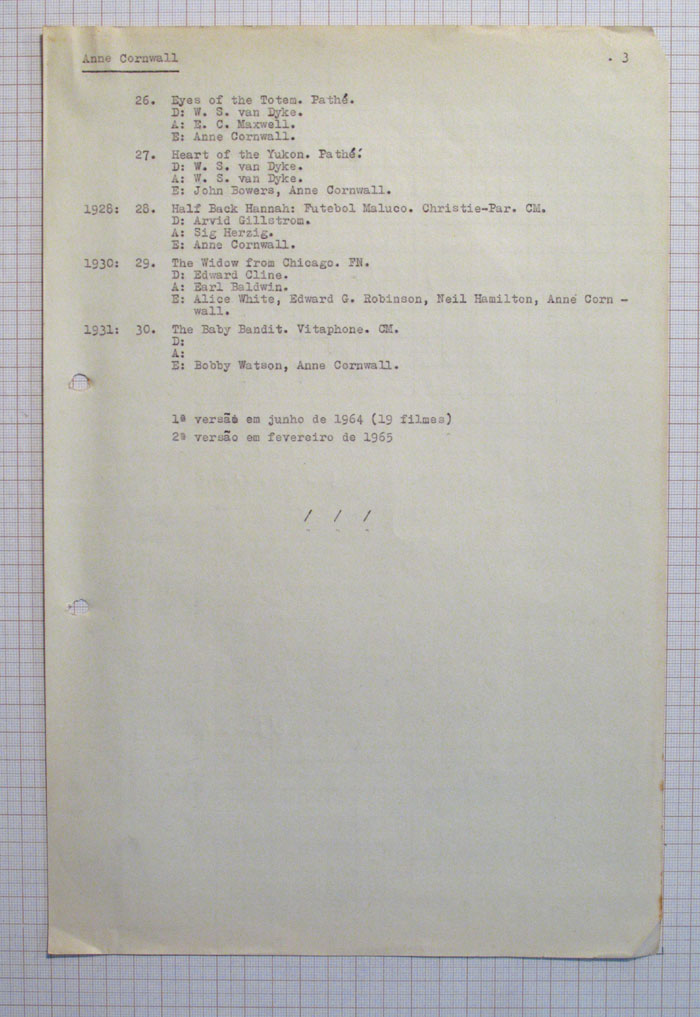 Anne Cornwall . 3
26. Eyes of the Totem. Pathé.
D: W. S. van Dyke.
A: E. C. Maxwell.
E: Anne Cornwall.
27. Heart of the Yukon. Pathé.
D: W. S. van Dyke.
A: W. S. van Dyke.
E: John Bowers, Anne Cornwall.
1928: 28. Half Back Hannah: Futebol Maluco. Christie-Par. CM.
D: Arvid Gillstrom.
A: Sig Herzig.
E: Anne Cornwall.
1930: 29. The Widow from Chicago. FN.
D: Edward Cline.
A: Earl Baldwin.
E: Alice White, Edward G. Robinson, Neil Hamilton, Anne Corn -
wall.
1931: 30. The Baby Bandit. Vitaphone. CM.
D:
A:
E: Bobby Watson, Anne Cornwall.
1ª versão em junho de 1964 (19 filmes)
2ª versão em fevereiro de 1965
/ / /